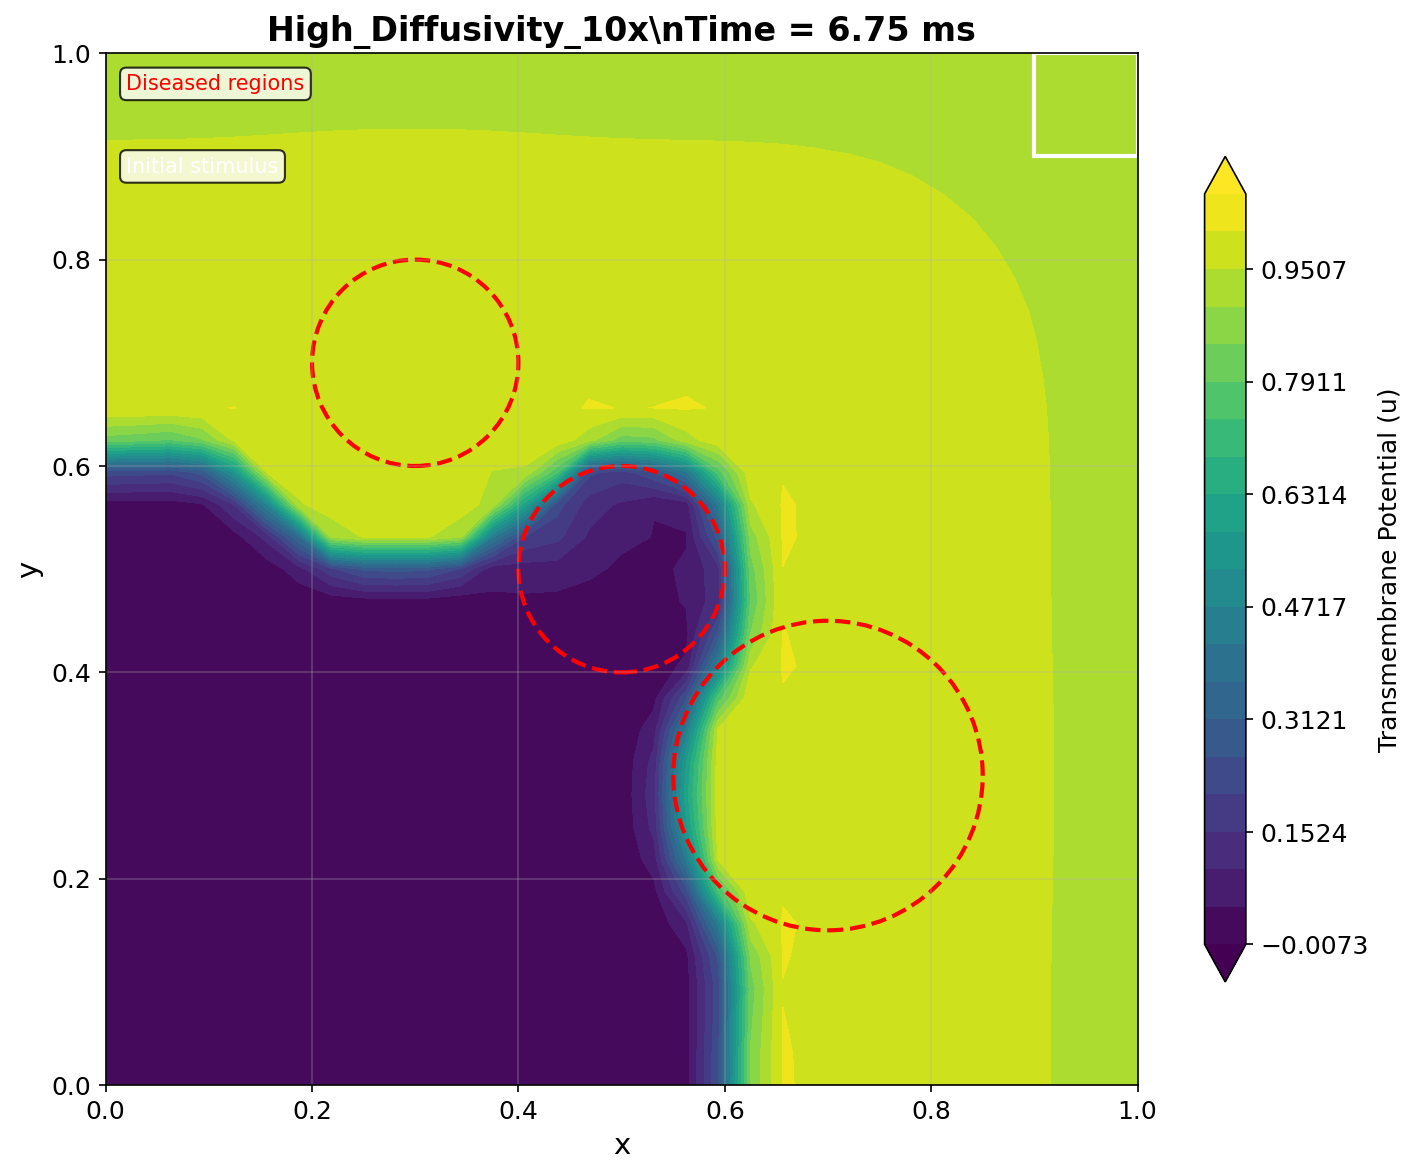 High_Diffusivity_10x\nTime = 6.75 ms
Diseased regions
Initial stimulus
1.0
0.8
0.6
0.4
0.2
0.0
y
0.0 0.2 0.4 0.6 0.8 1.0
x
0.9507
0.7911
0.6314
0.4717
0.3121
0.1524
−0.0073
Transmembrane Potential (u)